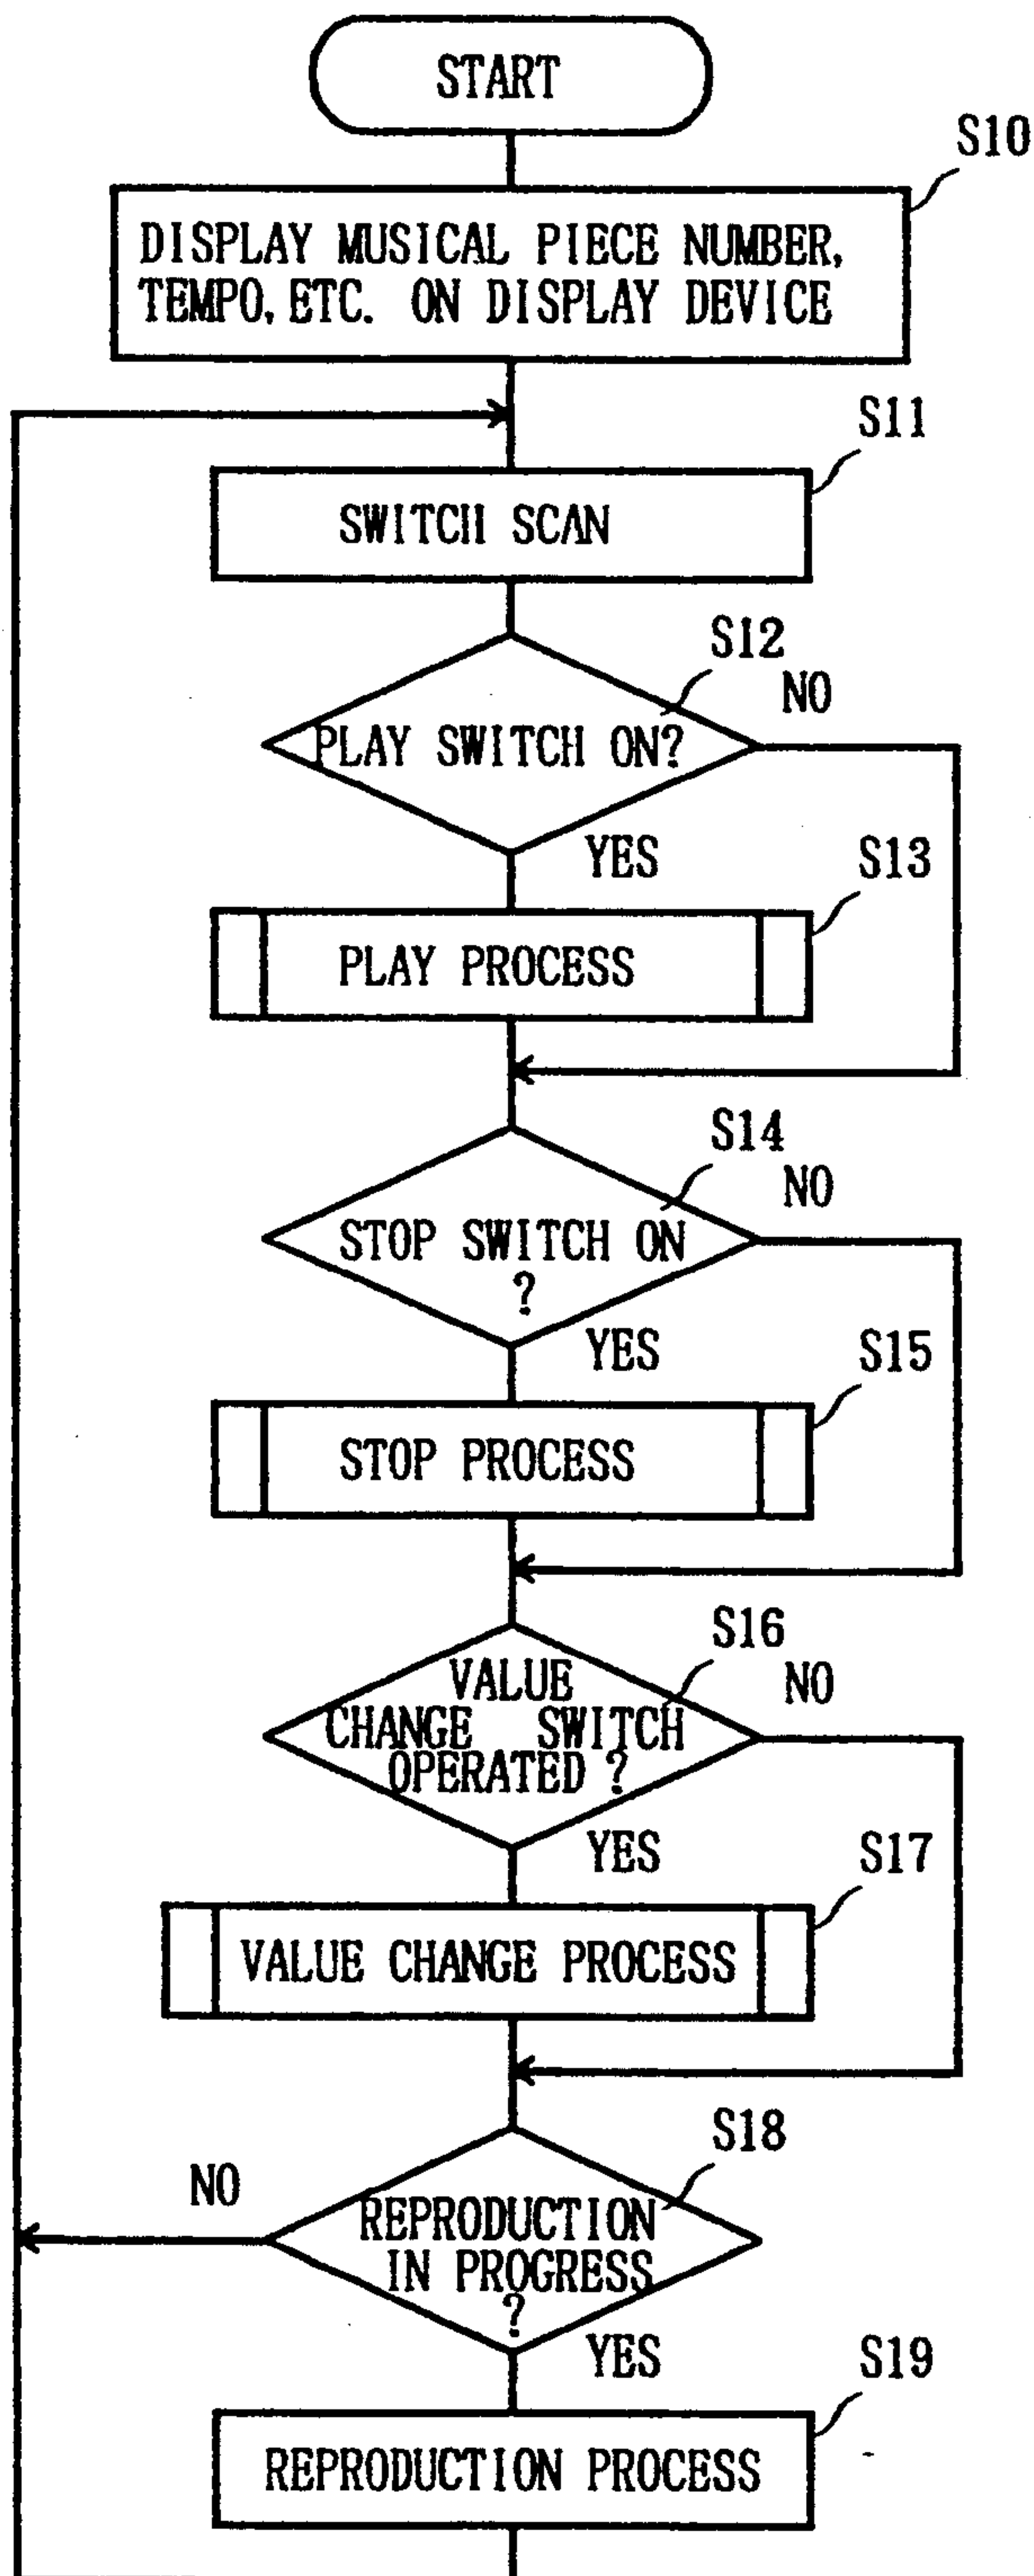 START
S10
DISPLAY MUSICAL PIECE NUMBER,
TEMPO, ETC. ON DISPLAY DEVICE
S11
SWITCH SCAN
S12
NO
PLAY SWITCH ON?
YES
S13
PLAY PROCESS
S14
NO
STOP SWITCH ON
?
YES
S15
STOP PROCESS
S16
NO
VALUE
CHANGE SWITCH
OPERATED ?
YES
S17
VALUE CHANGE PROCESS
S18
NO
REPRODUCTION
IN PROGRESS
?
YES
S19
REPRODUCTION PROCESS